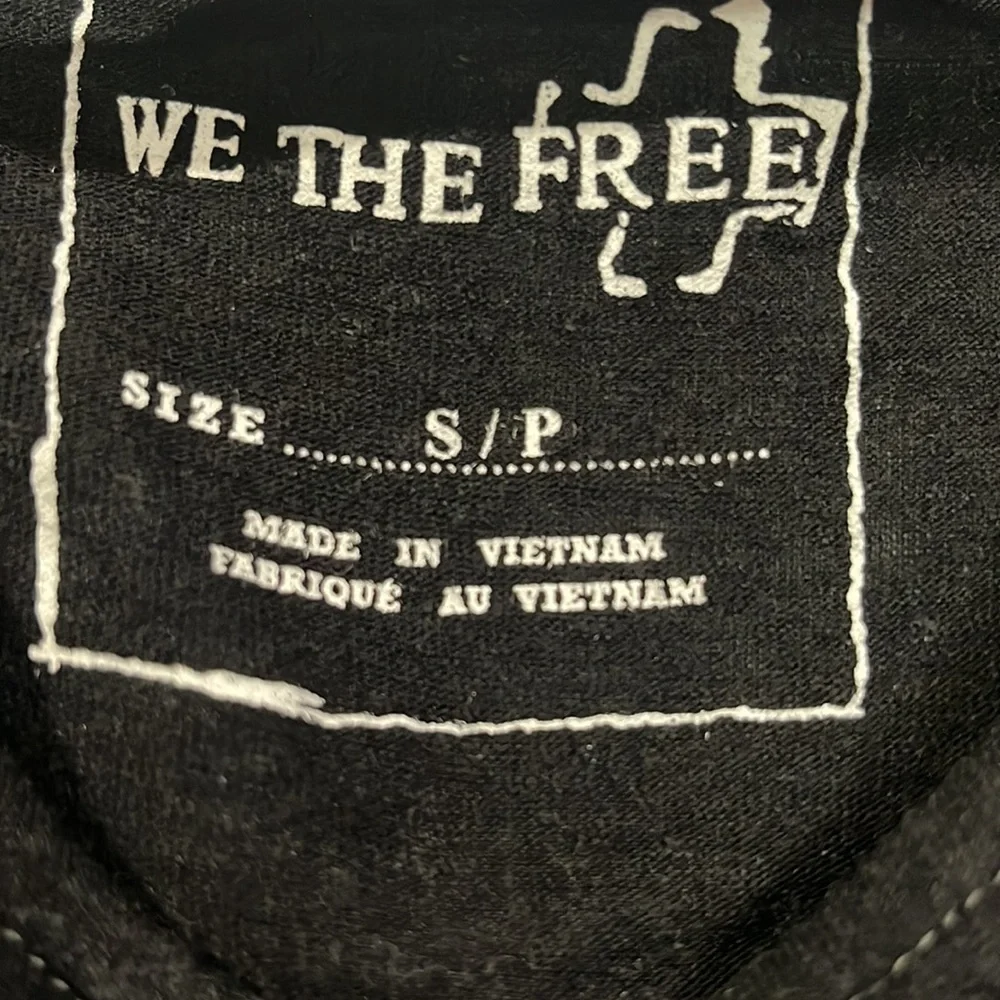 WE THE FREE
SIZE ........ S/P ........
MADE IN VIETNAM
FABRIQUÉ AU VIETNAM